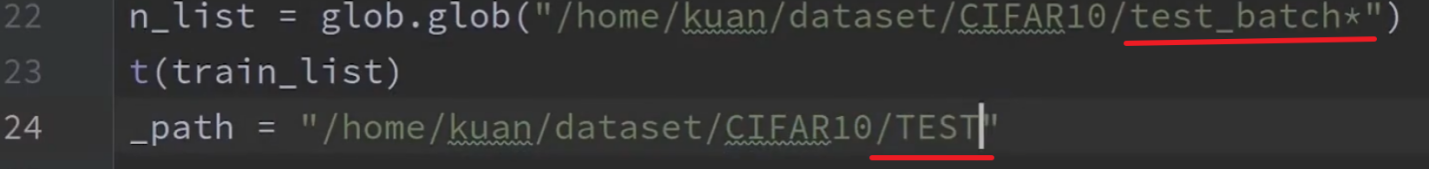 22 n_list = glob.glob("/home/kuan/dataset/CIFAR10/test_batch*")
23 t(train_list)
24 _path = "/home/kuan/dataset/CIFAR10/TEST"